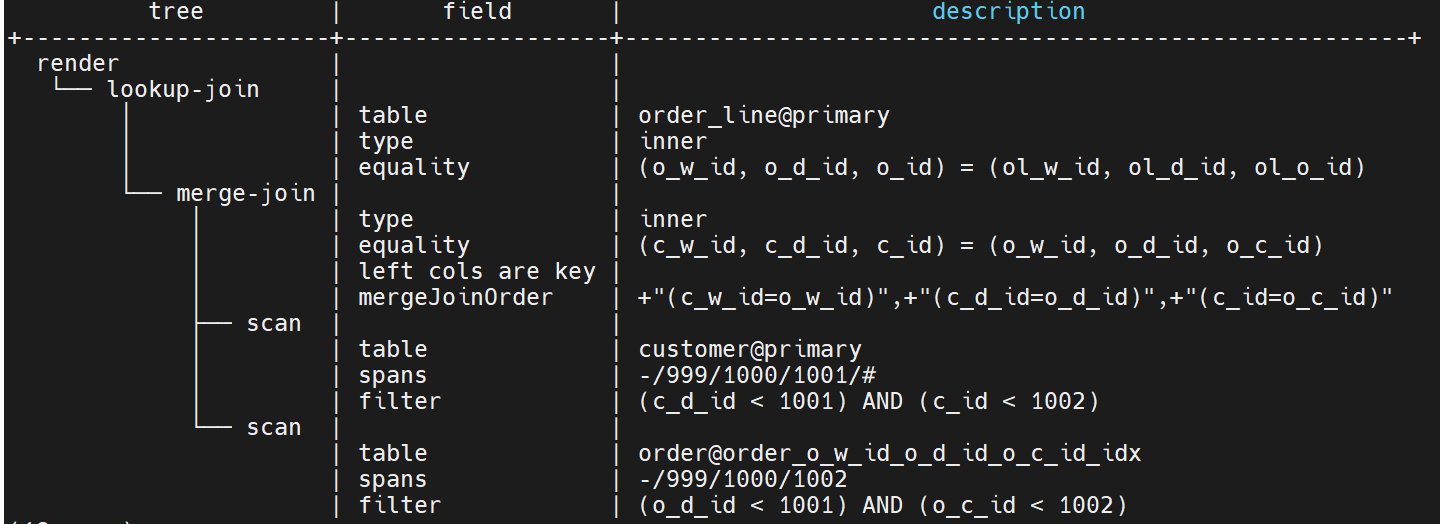 tree | field | description
+----------------------+-------------------+---------------------------------------------------------+
render | |
└── lookup-join | |
│ | table | order_line@primary
│ | type | inner
│ | equality | (o_w_id, o_d_id, o_id) = (ol_w_id, ol_d_id, ol_o_id)
└── merge-join | |
│ | type | inner
│ | equality | (c_w_id, c_d_id, c_id) = (o_w_id, o_d_id, o_c_id)
│ | left cols are key |
│ | mergeJoinOrder | +"(c_w_id=o_w_id)",+"(c_d_id=o_d_id)",+"(c_id=o_c_id)"
├── scan | |
│ | table | customer@primary
│ | spans | -/999/1000/1001/#
│ | filter | (c_d_id < 1001) AND (c_id < 1002)
└── scan | |
| table | order@order_o_w_id_o_d_id_o_c_id_idx
| spans | -/999/1000/1002
| filter | (o_d_id < 1001) AND (o_c_id < 1002)